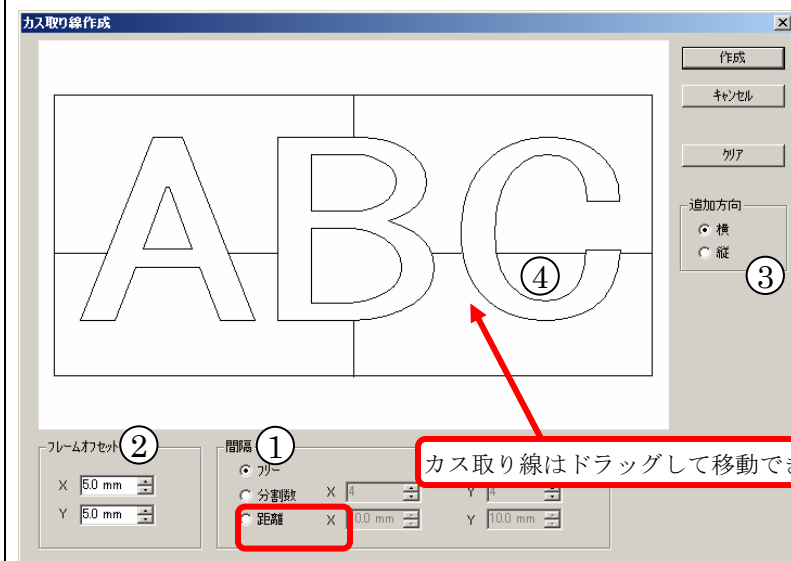 カス取り線作成
作成
キャンセル
クリア
追加方向
横
縦
③
ABC
④
フレームオフセット ②
X 5.0 mm
Y 5.0 mm
間隔 ①
フリー
分割数 X 4 Y 4
距離 X 0.0 mm Y 10.0 mm
カス取り線はドラッグして移動でき